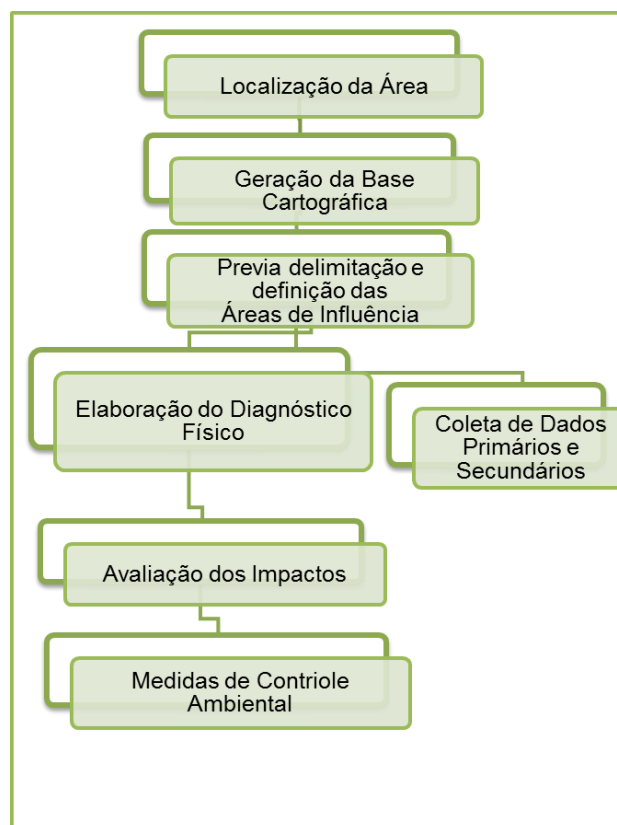 Localização da Área
Geração da Base
Cartográfica
Previa delimitação e
definição das
Áreas de Influência
Elaboração do Diagnóstico
Físico
Coleta de Dados
Primários e
Secundários
Avaliação dos Impactos
Medidas de Contriole
Ambiental